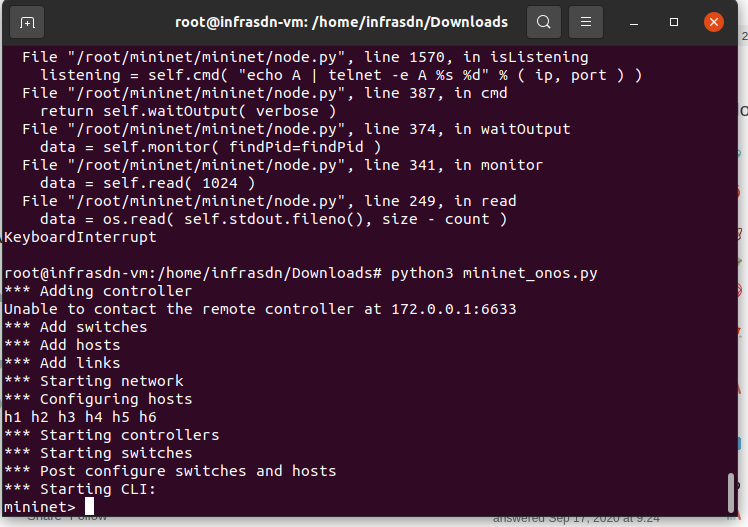 root@infrasdn-vm: /home/infrasdn/Downloads
File "/root/mininet/mininet/node.py", line 1570, in isListening
listening = self.cmd( "echo A | telnet -e A %s %d" % ( ip, port ) )
File "/root/mininet/mininet/node.py", line 387, in cmd
return self.waitOutput( verbose )
File "/root/mininet/mininet/node.py", line 374, in waitOutput
data = self.monitor( findPid=findPid )
File "/root/mininet/mininet/node.py", line 341, in monitor
data = self.read( 1024 )
File "/root/mininet/mininet/node.py", line 249, in read
data = os.read( self.stdout.fileno(), size - count )
KeyboardInterrupt
root@infrasdn-vm:/home/infrasdn/Downloads# python3 mininet_onos.py
*** Adding controller
Unable to contact the remote controller at 172.0.0.1:6633
*** Add switches
*** Add hosts
*** Add links
*** Starting network
*** Configuring hosts
h1 h2 h3 h4 h5 h6
*** Starting controllers
*** Starting switches
*** Post configure switches and hosts
*** Starting CLI:
mininet>
Share Follow
answered Sep 17, 2020 at 9:24